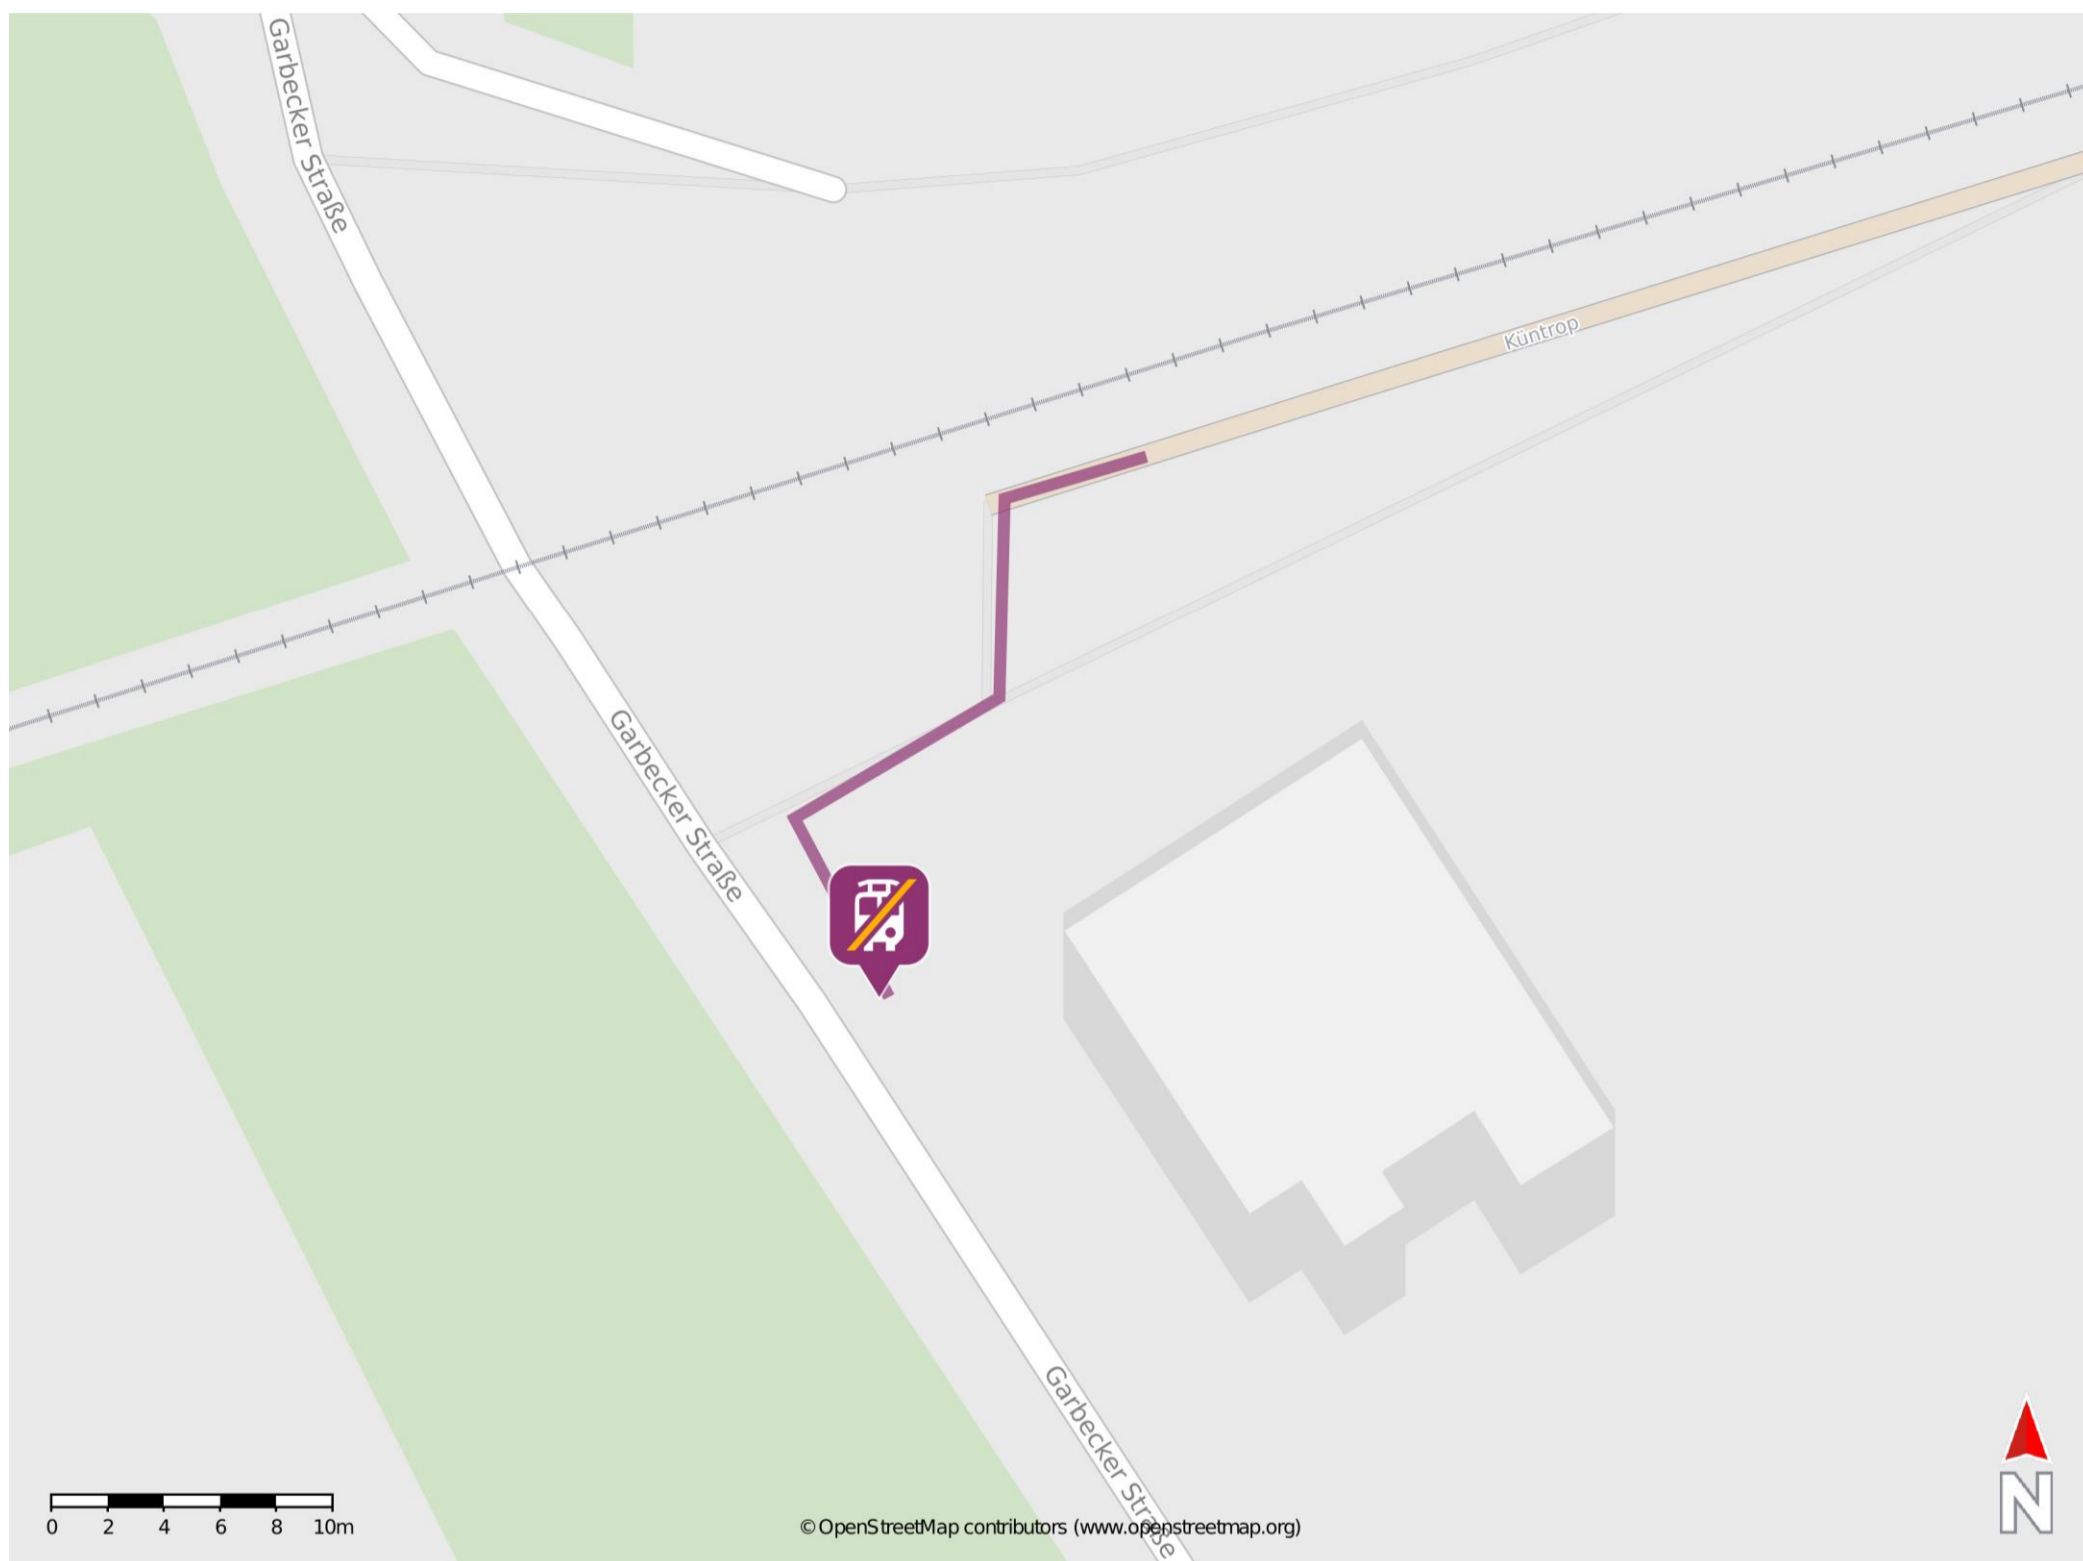 Garbecker Straße
Küntrop
Garbecker Straße
Garbecker Straße
0 2 4 6 8 10m
© OpenStreetMap contributors (www.openstreetmap.org)
N